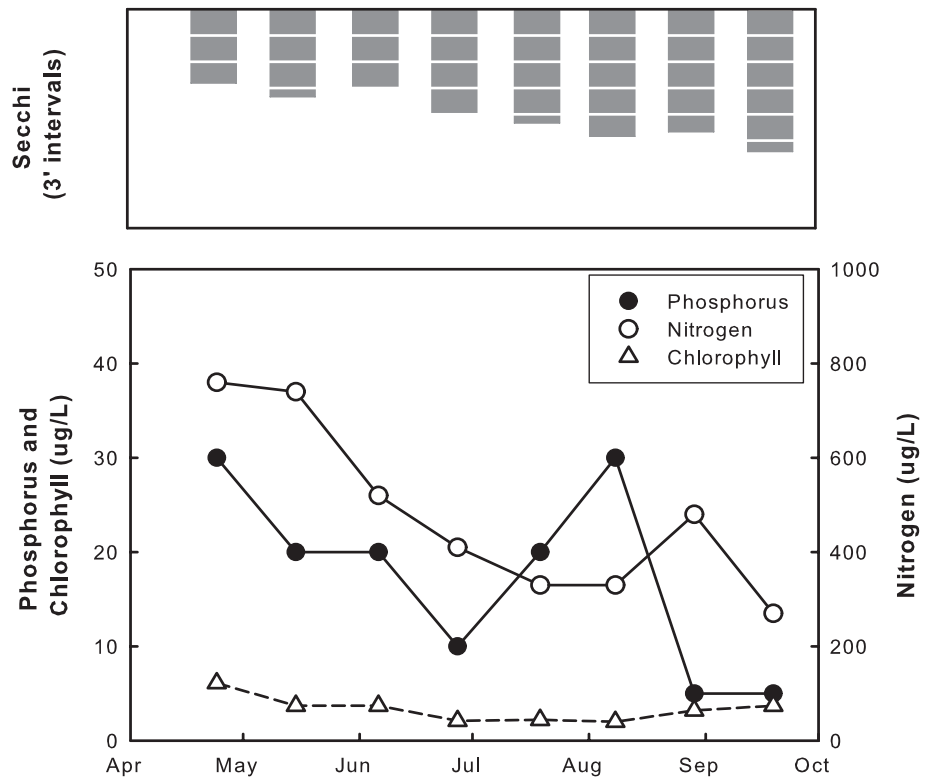 Secchi
(3' intervals)
50
40
30
20
10
0
Phosphorus and
Chlorophyll (ug/L)
Phosphorus
Nitrogen
Chlorophyll
1000
800
600
400
200
0
Nitrogen (ug/L)
Apr May Jun Jul Aug Sep Oct